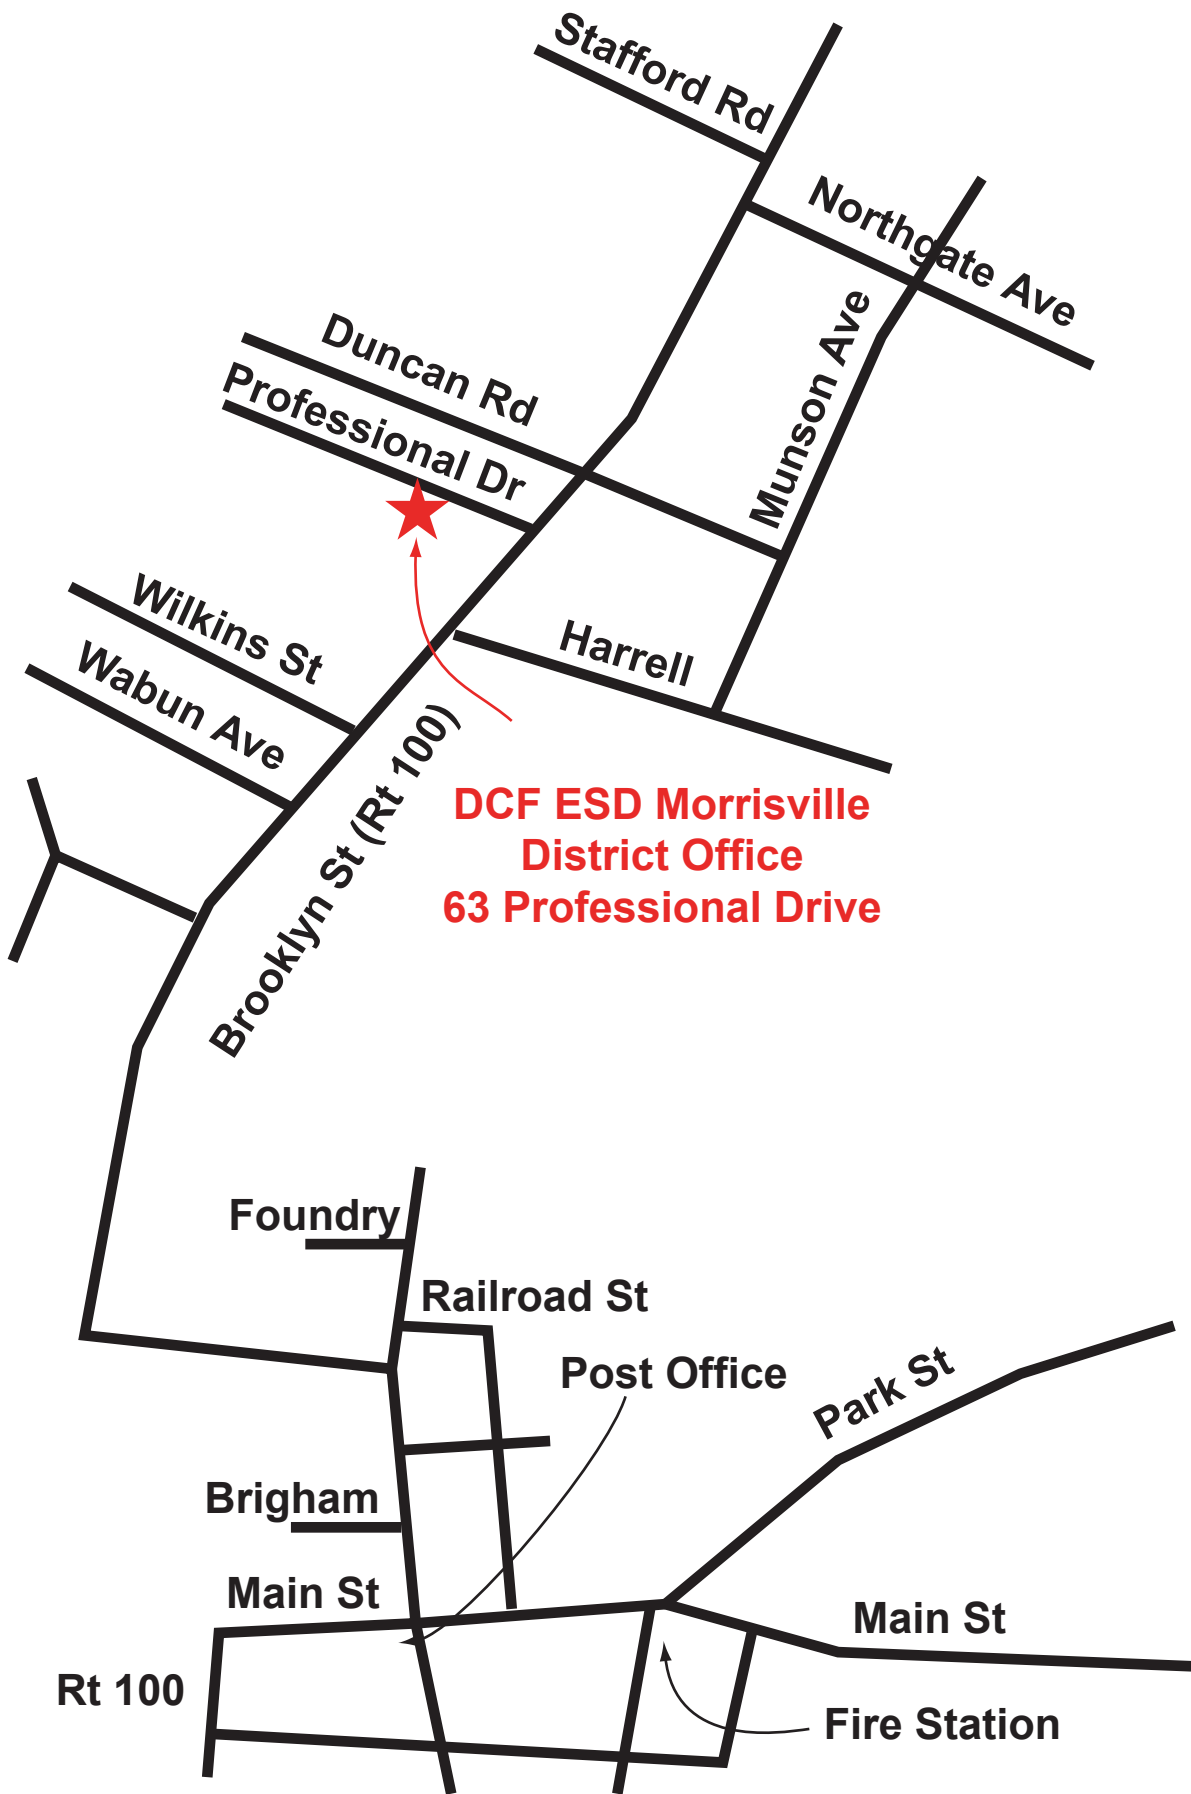 Stafford Rd
Northgate Ave
Munson Ave
Duncan Rd
Professional Dr
Wilkins St
Harrell
Wabun Ave
Brooklyn St (Rt 100)
DCF ESD Morrisville
District Office
63 Professional Drive
Foundry
Railroad St
Post Office
Park St
Brigham
Main St
Main St
Rt 100
Fire Station